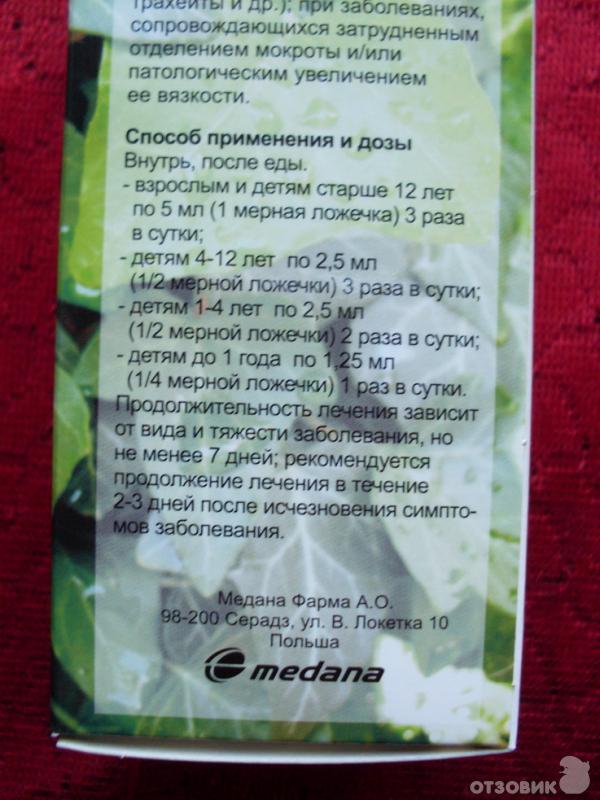 трахеиты и др.); при заболеваниях,
сопровождающихся затрудненным
отделением мокроты и/или
патологическим увеличением
ее вязкости.
Способ применения и дозы
Внутрь, после еды.
- взрослым и детям старше 12 лет
по 5 мл (1 мерная ложечка) 3 раза
в сутки;
- детям 4-12 лет по 2,5 мл
(1/2 мерной ложечки) 3 раза в сутки;
- детям 1-4 лет по 2,5 мл
(1/2 мерной ложечки) 2 раза в сутки;
- детям до 1 года по 1,25 мл
(1/4 мерной ложечки) 1 раз в сутки.
Продолжительность лечения зависит
от вида и тяжести заболевания, но
не менее 7 дней; рекомендуется
продолжение лечения в течение
2-3 дней после исчезновения симпто-
мов заболевания.
Медана Фарма А.О.
98-200 Серадз, ул. В. Локетка 10
Польша
medana
ОТЗОВИК